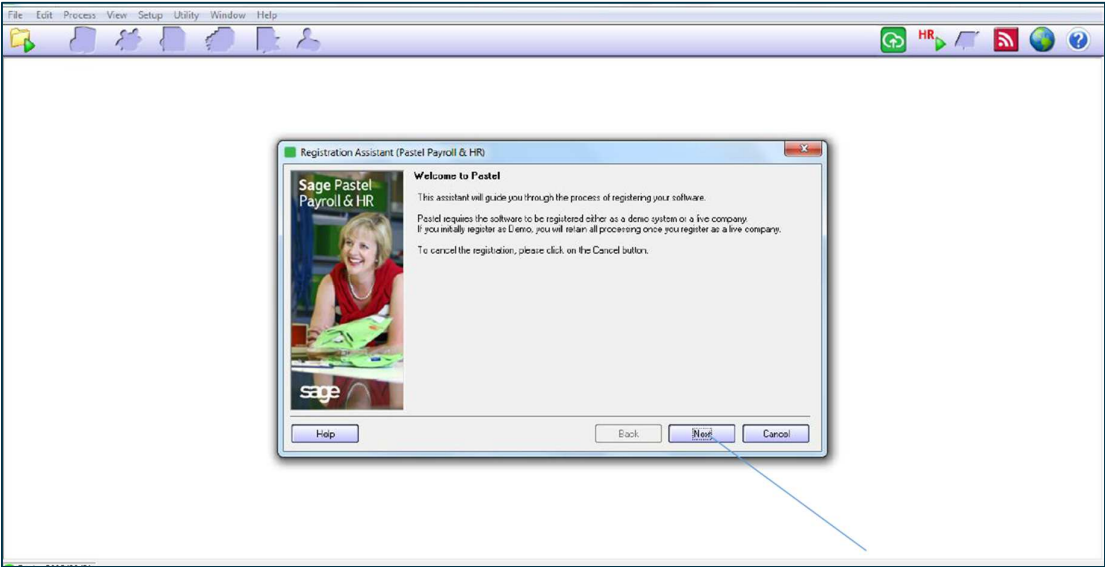 File Edit Process View Setup Utility Window Help
HR
Registration Assistant (Pastel Payroll & HR)
Sage Pastel
Payroll & HR
sage
Welcome to Pastel
This assistant will guide you through the process of registering your software.
Pastel requires the software to be registered either as a demo system or a live company.
If you initially register as Demo, you will retain all processing once you register as a live company.
To cancel the registration, please click on the Cancel button.
Help Back Next Cancel